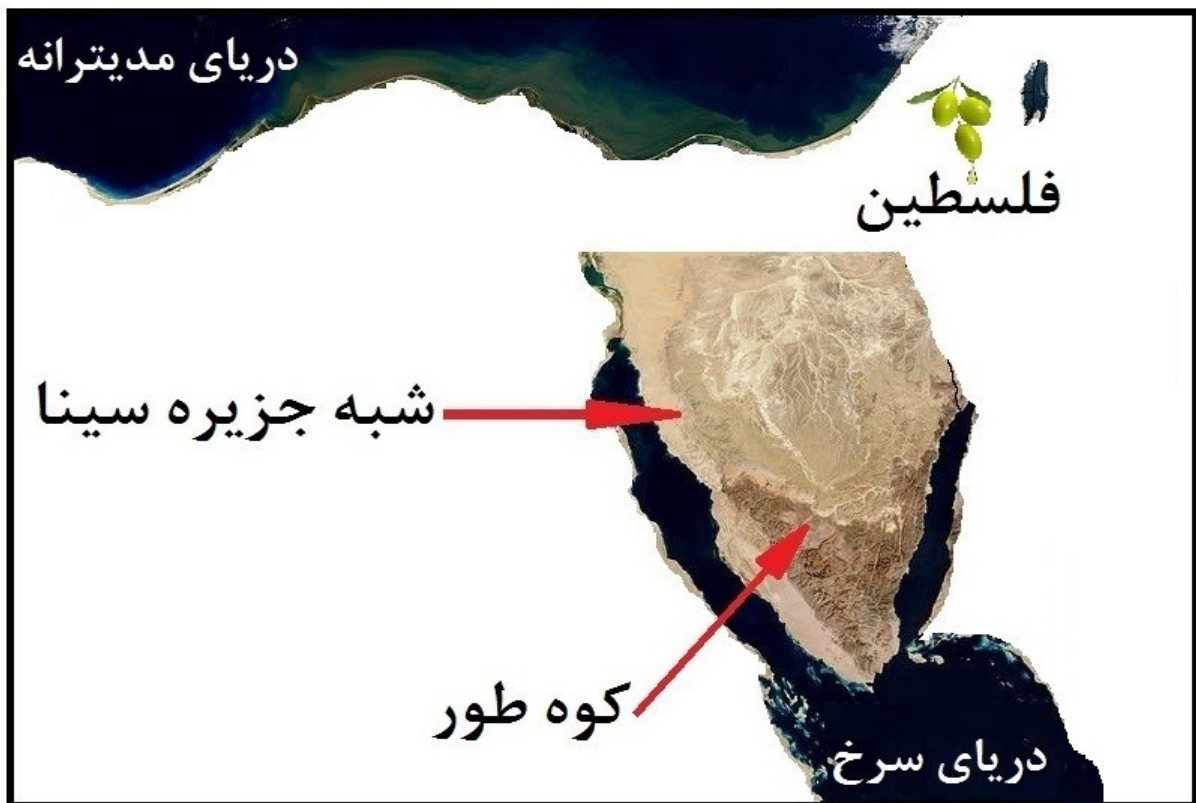 دریای مدیترانه
فلسطین
شبه جزیره سینا
کوه طور
دریای سرخ